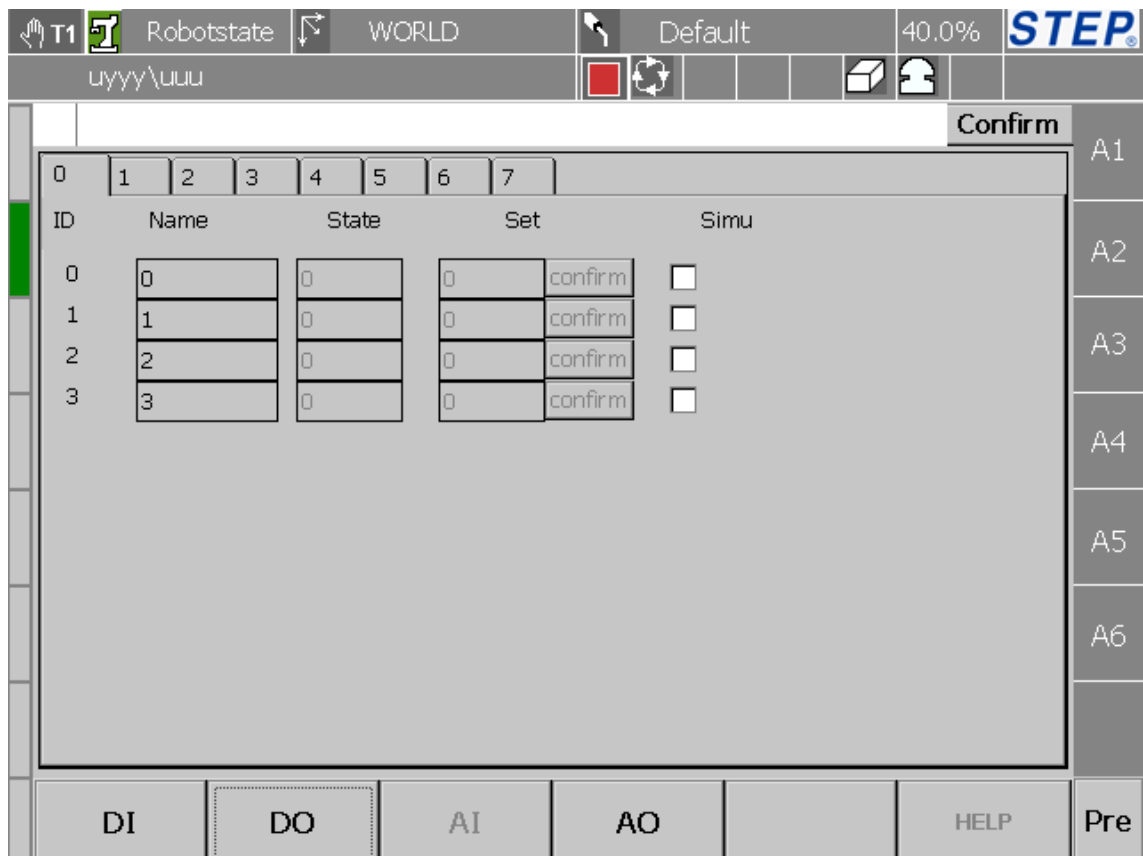 T1 Robotstate WORLD Default 40.0% STEP®
uyyy\uuu
Confirm
0 1 2 3 4 5 6 7
ID Name State Set Simu
0 0 0 0 confirm
1 1 0 0 confirm
2 2 0 0 confirm
3 3 0 0 confirm
A1
A2
A3
A4
A5
A6
DI DO AI AO HELP Pre